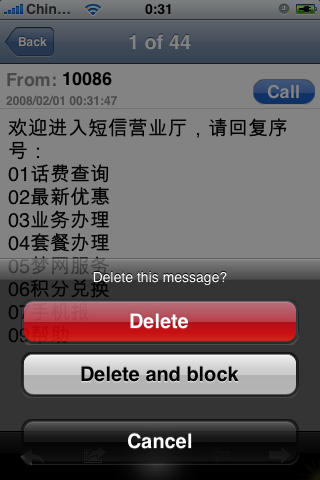 Chin... 0:31
Back 1 of 44
From: 10086
2008/02/01 00:31:47
Call
欢迎进入短信营业厅，请回复序
号：
01话费查询
02最新优惠
03业务办理
04套餐办理
05梦网服务
Delete this message?
06积分兑换
Delete
07手机报
09帮助
Delete and block
Cancel